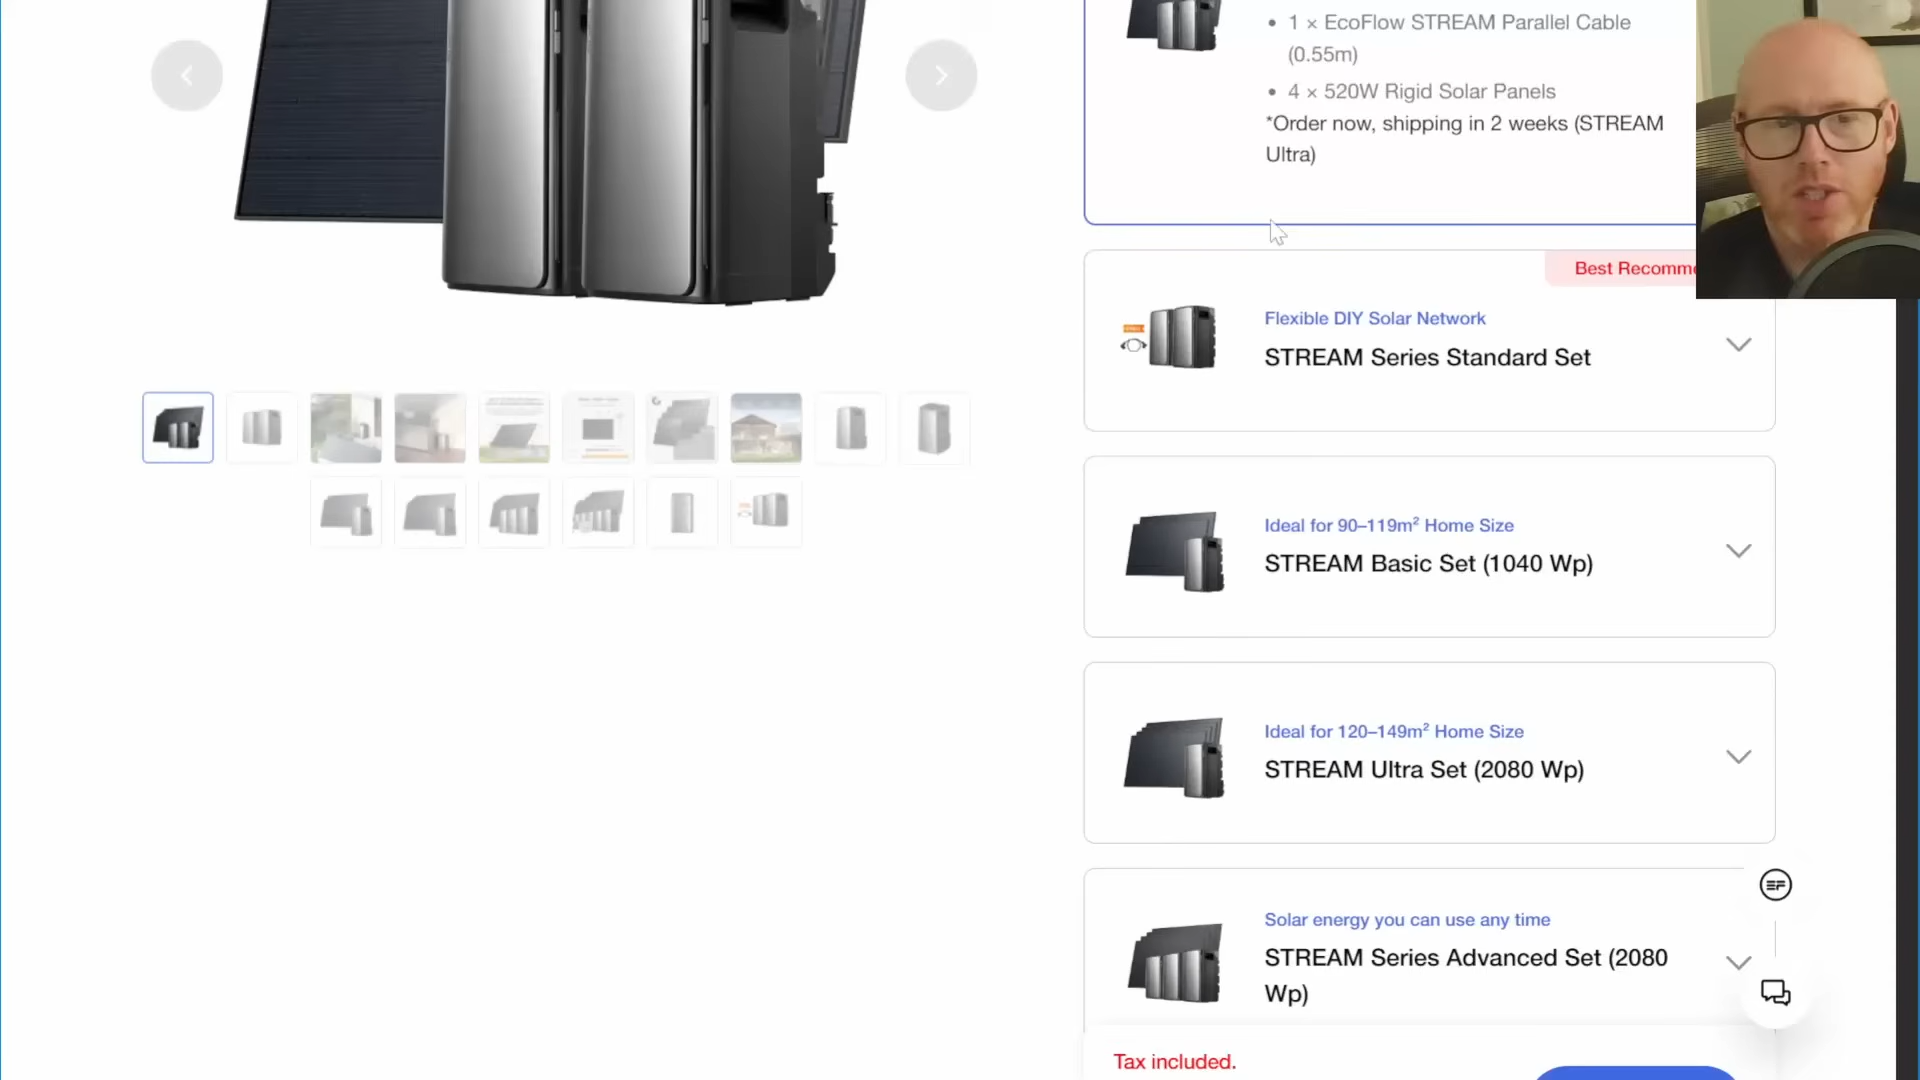 1 × EcoFlow STREAM Parallel Cable
(0.55m)
4 × 520W Rigid Solar Panels
*Order now, shipping in 2 weeks (STREAM
Ultra)
Best Recomme
Flexible DIY Solar Network
STREAM Series Standard Set
Ideal for 90–119m² Home Size
STREAM Basic Set (1040 Wp)
Ideal for 120–149m² Home Size
STREAM Ultra Set (2080 Wp)
Solar energy you can use any time
STREAM Series Advanced Set (2080
Wp)
Tax included.